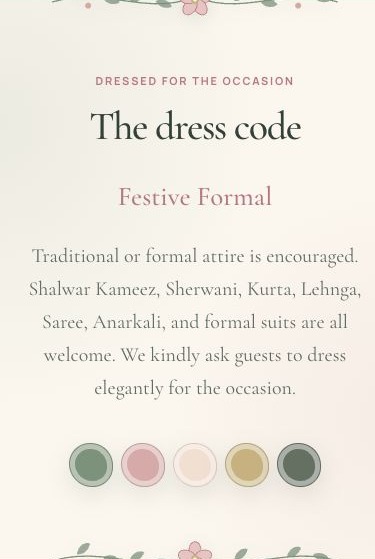 DRESSED FOR THE OCCASION
The dress code
Festive Formal
Traditional or formal attire is encouraged.
Shalwar Kameez, Sherwani, Kurta, Lehnga,
Saree, Anarkali, and formal suits are all
welcome. We kindly ask guests to dress
elegantly for the occasion.